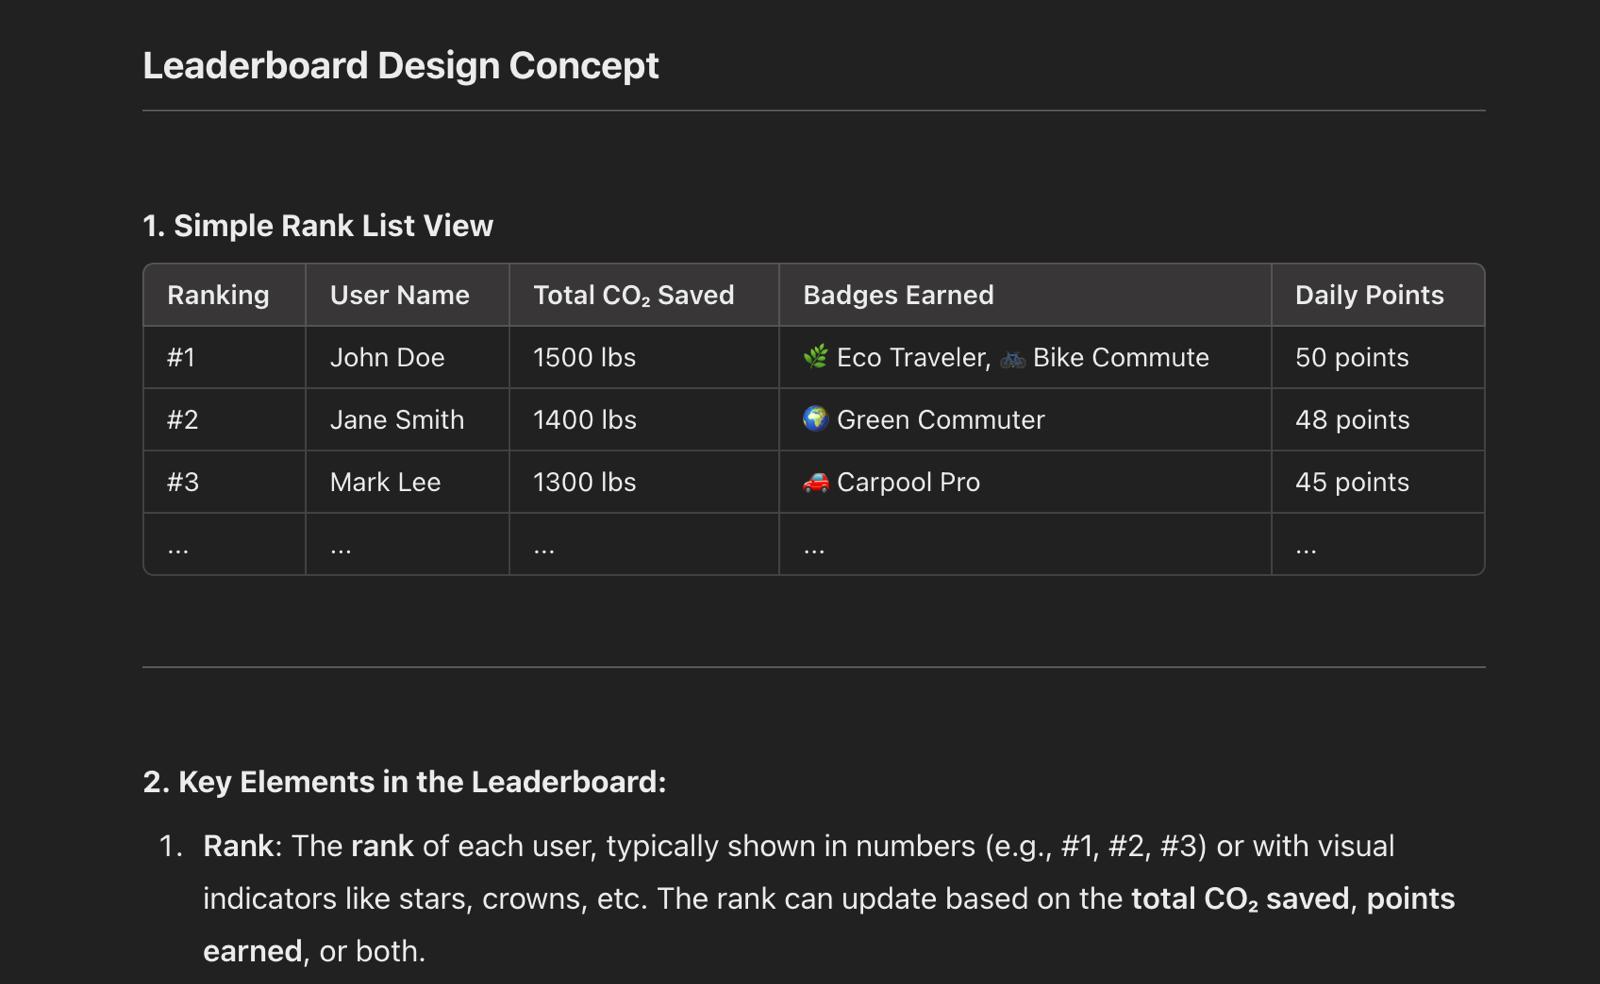 Leaderboard Design Concept
1. Simple Rank List View
Ranking User Name Total CO₂ Saved Badges Earned Daily Points
#1 John Doe 1500 lbs 🌿 Eco Traveler, 🚲 Bike Commute 50 points
#2 Jane Smith 1400 lbs 🌍 Green Commuter 48 points
#3 Mark Lee 1300 lbs 🚗 Carpool Pro 45 points
... ... ... ... ...
2. Key Elements in the Leaderboard:
1. Rank: The rank of each user, typically shown in numbers (e.g., #1, #2, #3) or with visual
indicators like stars, crowns, etc. The rank can update based on the total CO₂ saved, points
earned, or both.